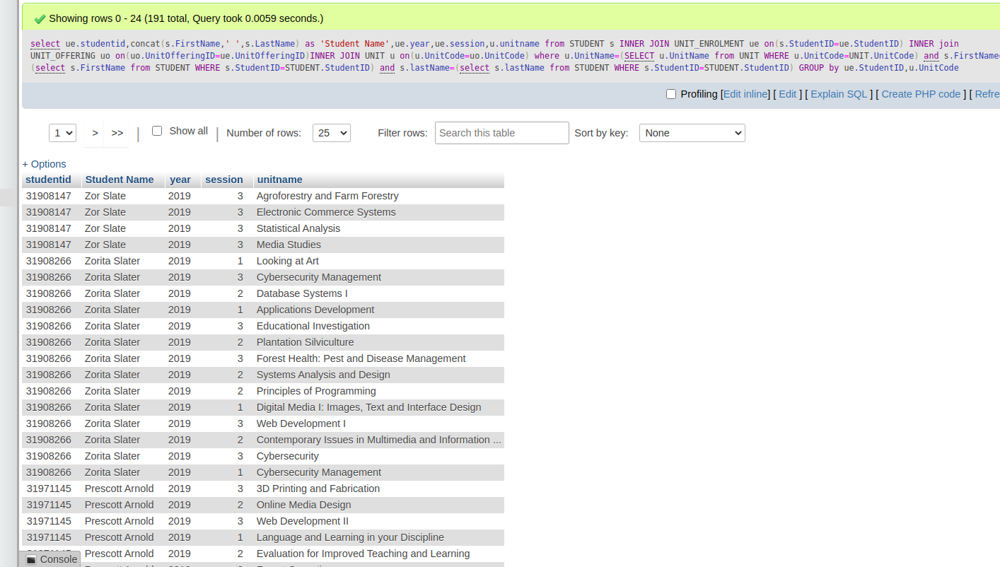 Showing rows 0 - 24 (191 total, Query took 0.0059 seconds.)
select ue.studentid,concat(s.FirstName,' ',s.LastName) as 'Student Name',ue.year,ue.session,u.unitname from STUDENT s INNER JOIN UNIT_ENROLMENT ue on(s.StudentID=ue.StudentID) INNER join
UNIT_OFFERING uo on(uo.UnitOfferingID=ue.UnitOfferingID)INNER JOIN UNIT u on(u.UnitCode=uo.UnitCode) where u.UnitName=(SELECT u.UnitName from UNIT WHERE u.UnitCode=UNIT.UnitCode) and s.FirstName=
(select s.FirstName from STUDENT WHERE s.StudentID=STUDENT.StudentID) and s.lastName=(select s.lastName from STUDENT WHERE s.StudentID=STUDENT.StudentID) GROUP by ue.StudentID,u.UnitCode
Profiling [Edit inline] [ Edit ] [ Explain SQL ] [ Create PHP code ] [ Refre
1 > >> | Show all | Number of rows: 25 Filter rows: Search this table Sort by key: None
+ Options
studentid Student Name year session unitname
31908147 Zor Slate 2019 3 Agroforestry and Farm Forestry
31908147 Zor Slate 2019 3 Electronic Commerce Systems
31908147 Zor Slate 2019 3 Statistical Analysis
31908147 Zor Slate 2019 3 Media Studies
31908266 Zorita Slater 2019 1 Looking at Art
31908266 Zorita Slater 2019 3 Cybersecurity Management
31908266 Zorita Slater 2019 2 Database Systems I
31908266 Zorita Slater 2019 1 Applications Development
31908266 Zorita Slater 2019 3 Educational Investigation
31908266 Zorita Slater 2019 2 Plantation Silviculture
31908266 Zorita Slater 2019 3 Forest Health: Pest and Disease Management
31908266 Zorita Slater 2019 2 Systems Analysis and Design
31908266 Zorita Slater 2019 2 Principles of Programming
31908266 Zorita Slater 2019 1 Digital Media I: Images, Text and Interface Design
31908266 Zorita Slater 2019 3 Web Development I
31908266 Zorita Slater 2019 2 Contemporary Issues in Multimedia and Information ...
31908266 Zorita Slater 2019 3 Cybersecurity
31908266 Zorita Slater 2019 1 Cybersecurity Management
31971145 Prescott Arnold 2019 3 3D Printing and Fabrication
31971145 Prescott Arnold 2019 2 Online Media Design
31971145 Prescott Arnold 2019 3 Web Development II
31971145 Prescott Arnold 2019 1 Language and Learning in your Discipline
Prescott Arnold 2019 2 Evaluation for Improved Teaching and Learning
Console